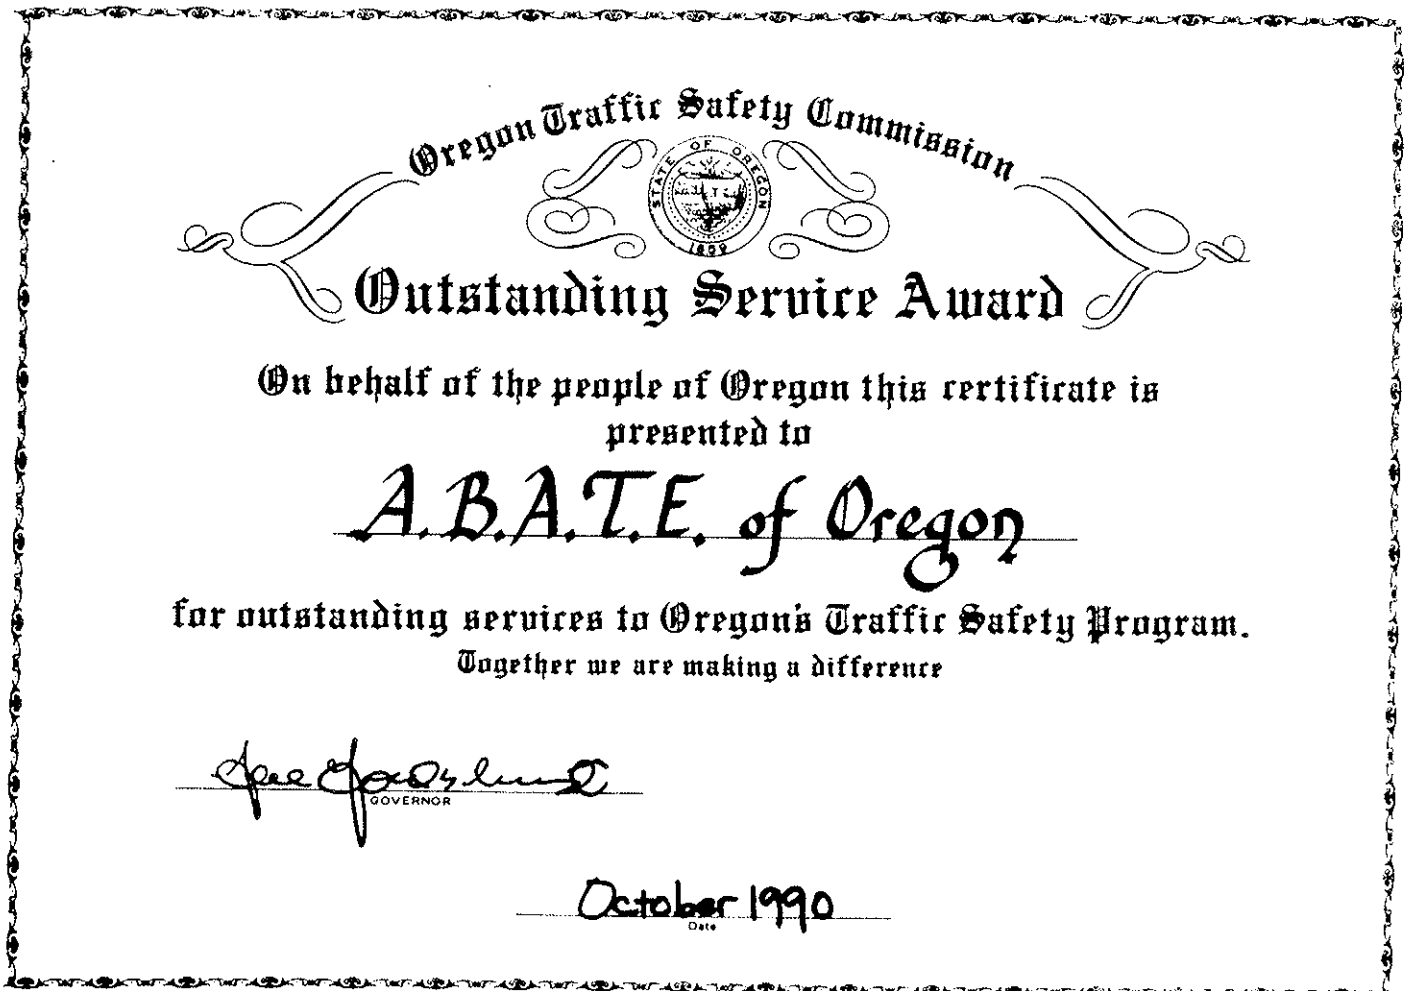 Oregon Traffic Safety Commission
STATE OF OREGON
1859
Outstanding Service Award
On behalf of the people of Oregon this certificate is
presented to
A.B.A.T.E. of Oregon
for outstanding services to Oregon's Traffic Safety Program.
Together we are making a difference
GOVERNOR
October 1990
Date